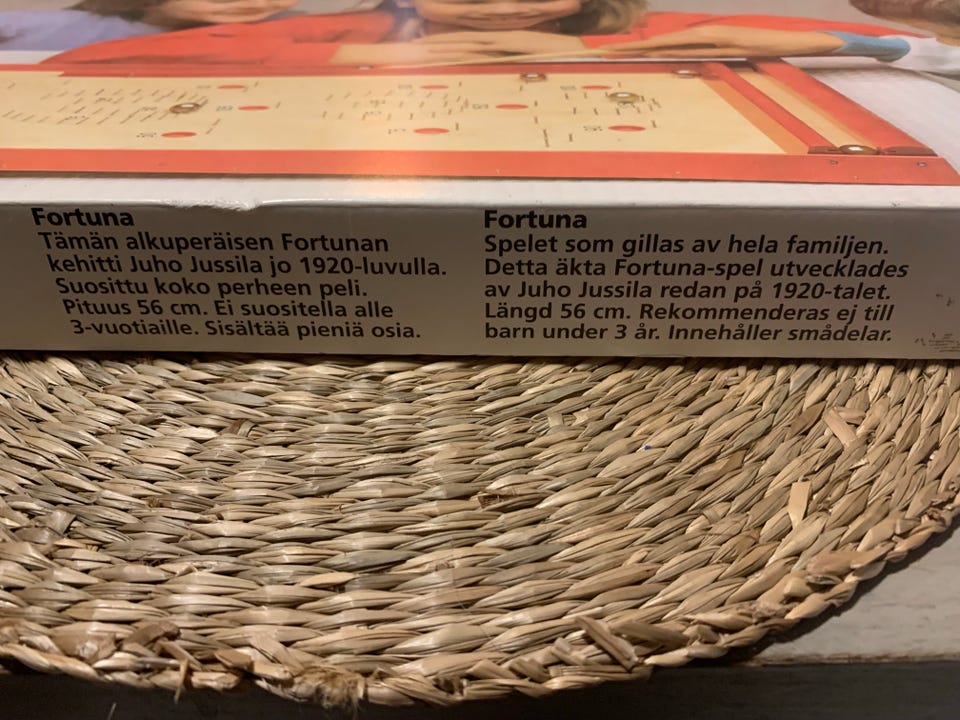 Fortuna
Tämän alkuperäisen Fortunan
kehitti Juho Jussila jo 1920-luvulla.
Suosittu koko perheen peli.
Pituus 56 cm. Ei suositella alle
3-vuotiaille. Sisältää pieniä osia.
Fortuna
Spelet som gillas av hela familjen.
Detta äkta Fortuna-spel utvecklades
av Juho Jussila redan på 1920-talet.
Längd 56 cm. Rekommenderas ej till
barn under 3 år. Innehåller smådelar.